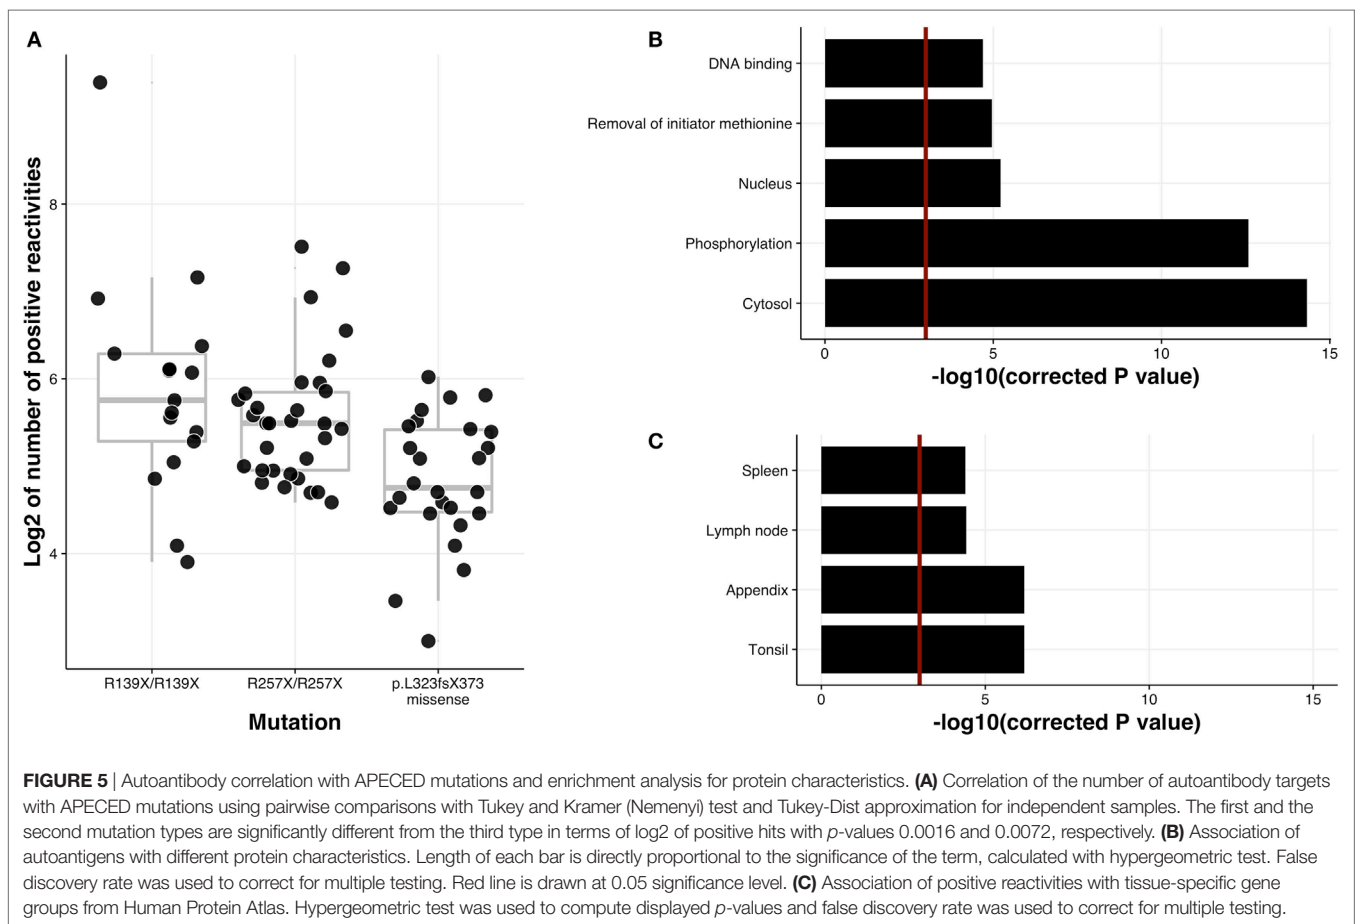 A
Log2 of number of positive reactivities
8
6
4
R139X/R139X
R257X/R257X
p.L323fsX373
missense
Mutation
B
DNA binding
Removal of initiator methionine
Nucleus
Phosphorylation
Cytosol
0
5
10
15
-log10(corrected P value)
C
Spleen
Lymph node
Appendix
Tonsil
0
5
10
15
-log10(corrected P value)
FIGURE 5 | Autoantibody correlation with APECED mutations and enrichment analysis for protein characteristics. (A) Correlation of the number of autoantibody targets
with APECED mutations using pairwise comparisons with Tukey and Kramer (Nemenyi) test and Tukey-Dist approximation for independent samples. The first and the
second mutation types are significantly different from the third type in terms of log2 of positive hits with p-values 0.0016 and 0.0072, respectively. (B) Association of
autoantigens with different protein characteristics. Length of each bar is directly proportional to the significance of the term, calculated with hypergeometric test. False
discovery rate was used to correct for multiple testing. Red line is drawn at 0.05 significance level. (C) Association of positive reactivities with tissue-specific gene
groups from Human Protein Atlas. Hypergeometric test was used to compute displayed p-values and false discovery rate was used to correct for multiple testing.